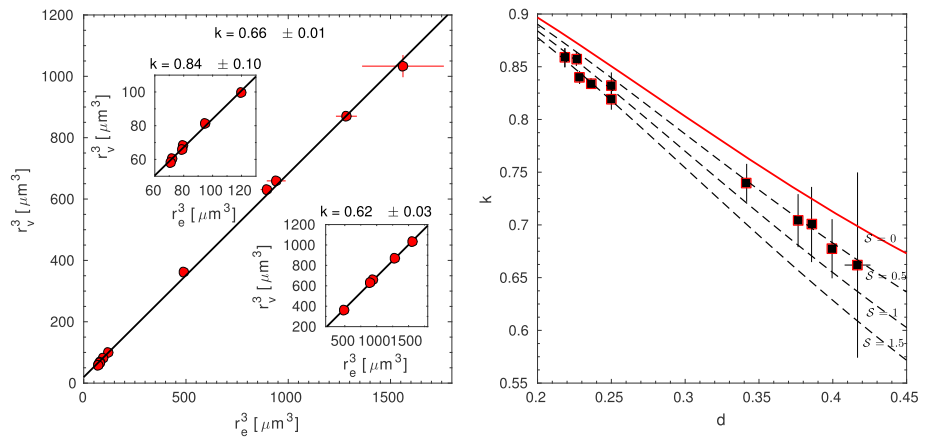 k = 0.66 ± 0.01
1200
1000
800
600
400
200
0
0 500 1000 1500
r_v^3 [μm^3]
r_e^3 [μm^3]
k = 0.84 ± 0.10
100
80
60
60 80 100 120
r_v^3 [μm^3]
r_e^3 [μm^3]
k = 0.62 ± 0.03
1200
1000
800
600
400
200
500 1000 1500
r_v^3 [μm^3]
r_e^3 [μm^3]
0.9
0.85
0.8
0.75
0.7
0.65
0.6
0.55
k
0.2 0.25 0.3 0.35 0.4 0.45
d
S = 0
S = 0.5
S = 1
S = 1.5